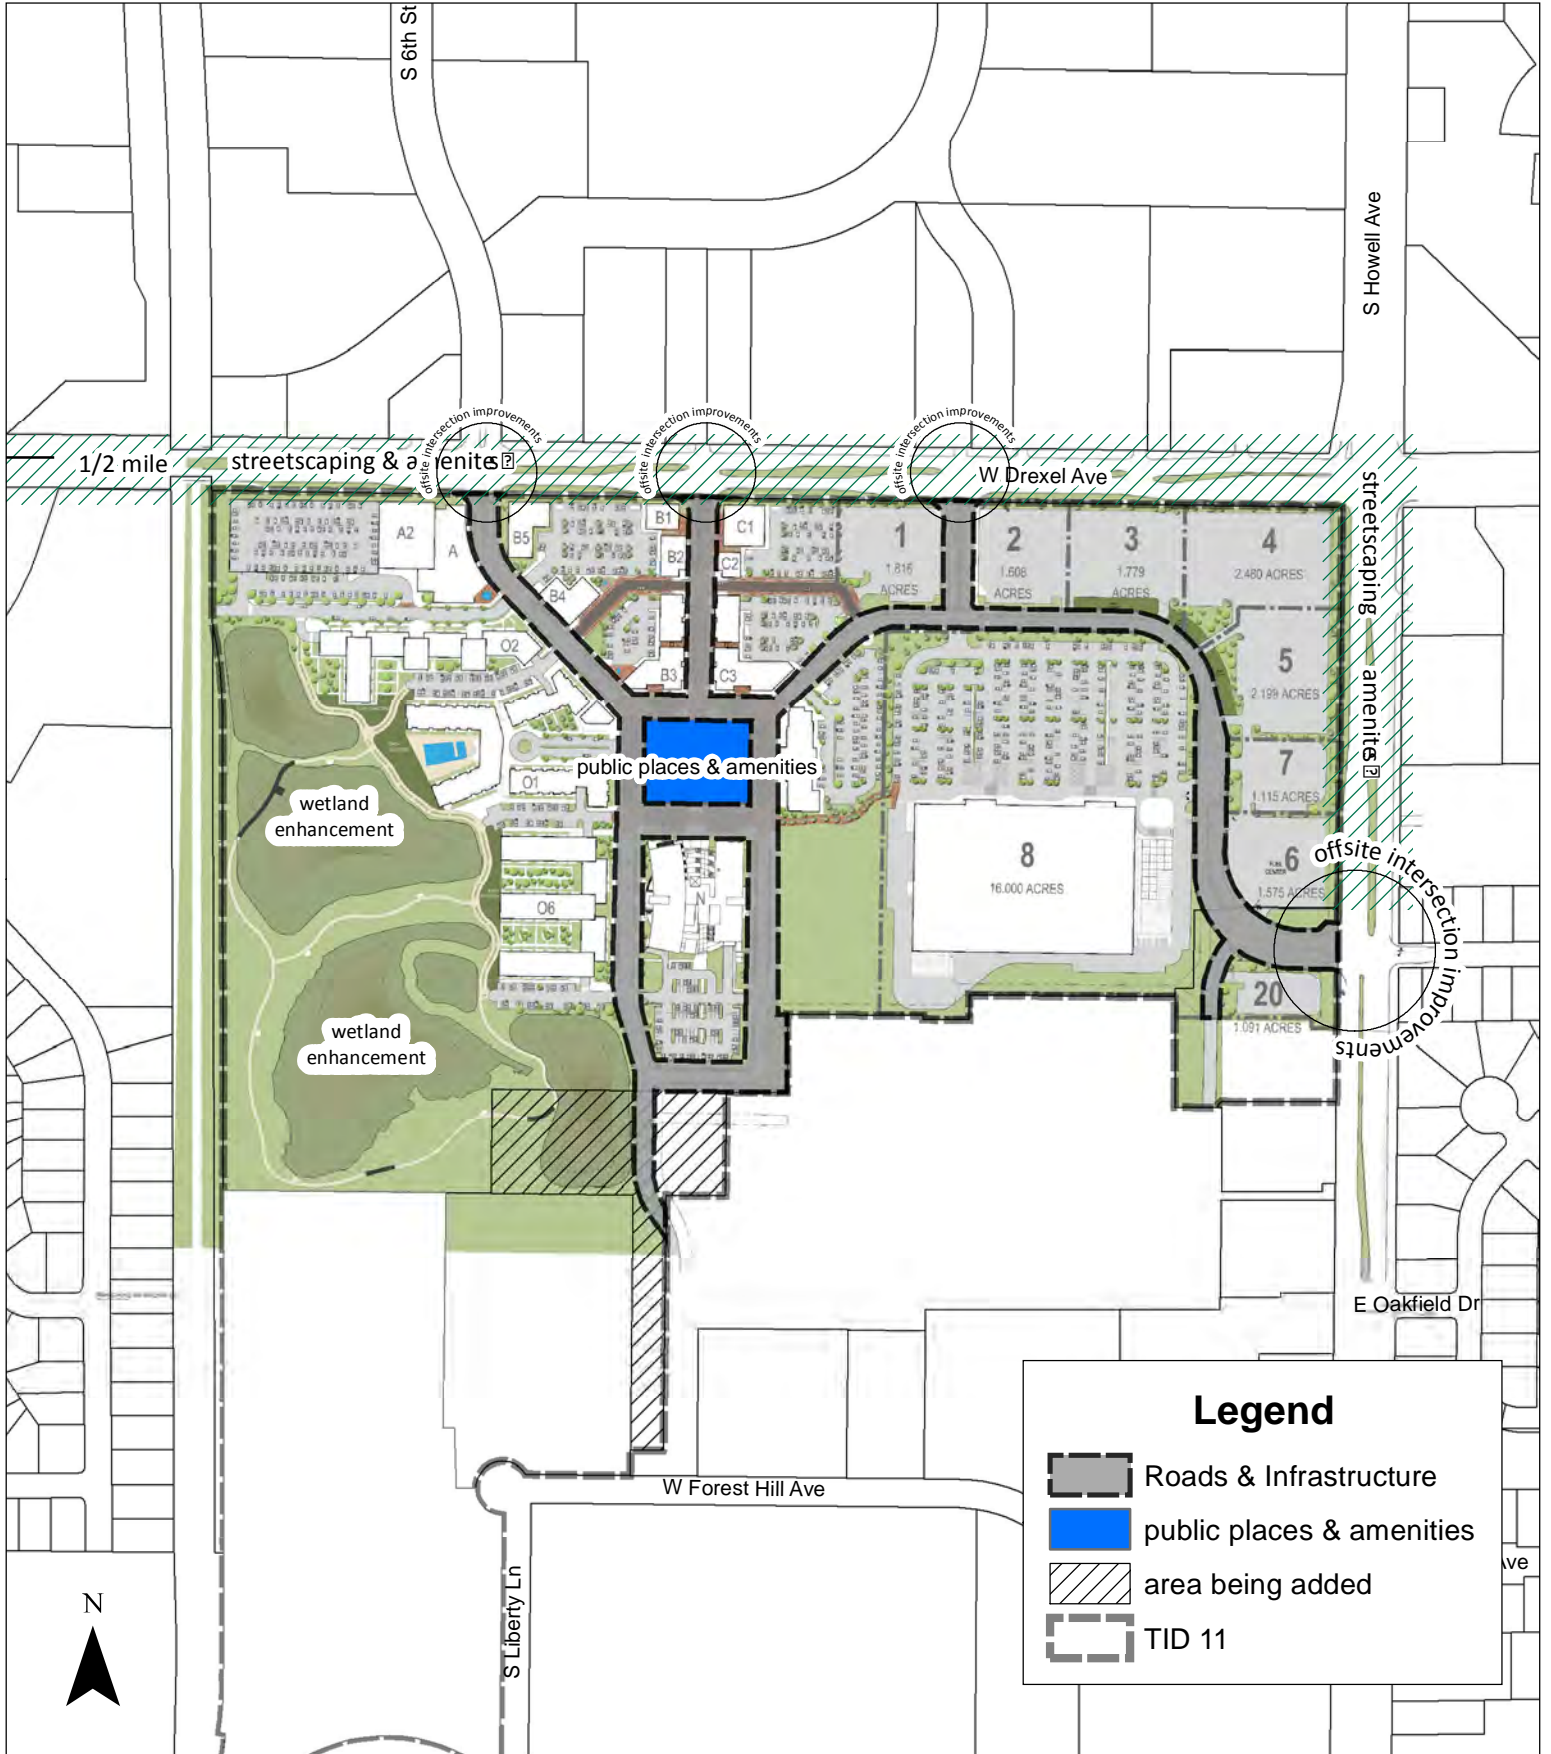 S 6th St
S Howell Ave
offsite intersection improvements
offsite intersection improvements
offsite intersection improvements
1/2 mile
streetscaping & amenites
W Drexel Ave
streetscaping
amenites
A2
A
B5
B4
B1
B2
B3
C1
C2
C3
1
1.816
ACRES
2
1.608
ACRES
3
1.779
ACRES
4
2.480 ACRES
O2
5
2.199 ACRES
public places & amenities
7
1.115 ACRES
O1
wetland
enhancement
8
16.000 ACRES
6
FUEL
CENTER
1.575 ACRES
offsite intersection improvements
O6
N
20
1.091 ACRES
wetland
enhancement
E Oakfield Dr
W Forest Hill Ave
S Liberty Ln
Legend
Roads & Infrastructure
public places & amenities
area being added
TID 11
Ave
N